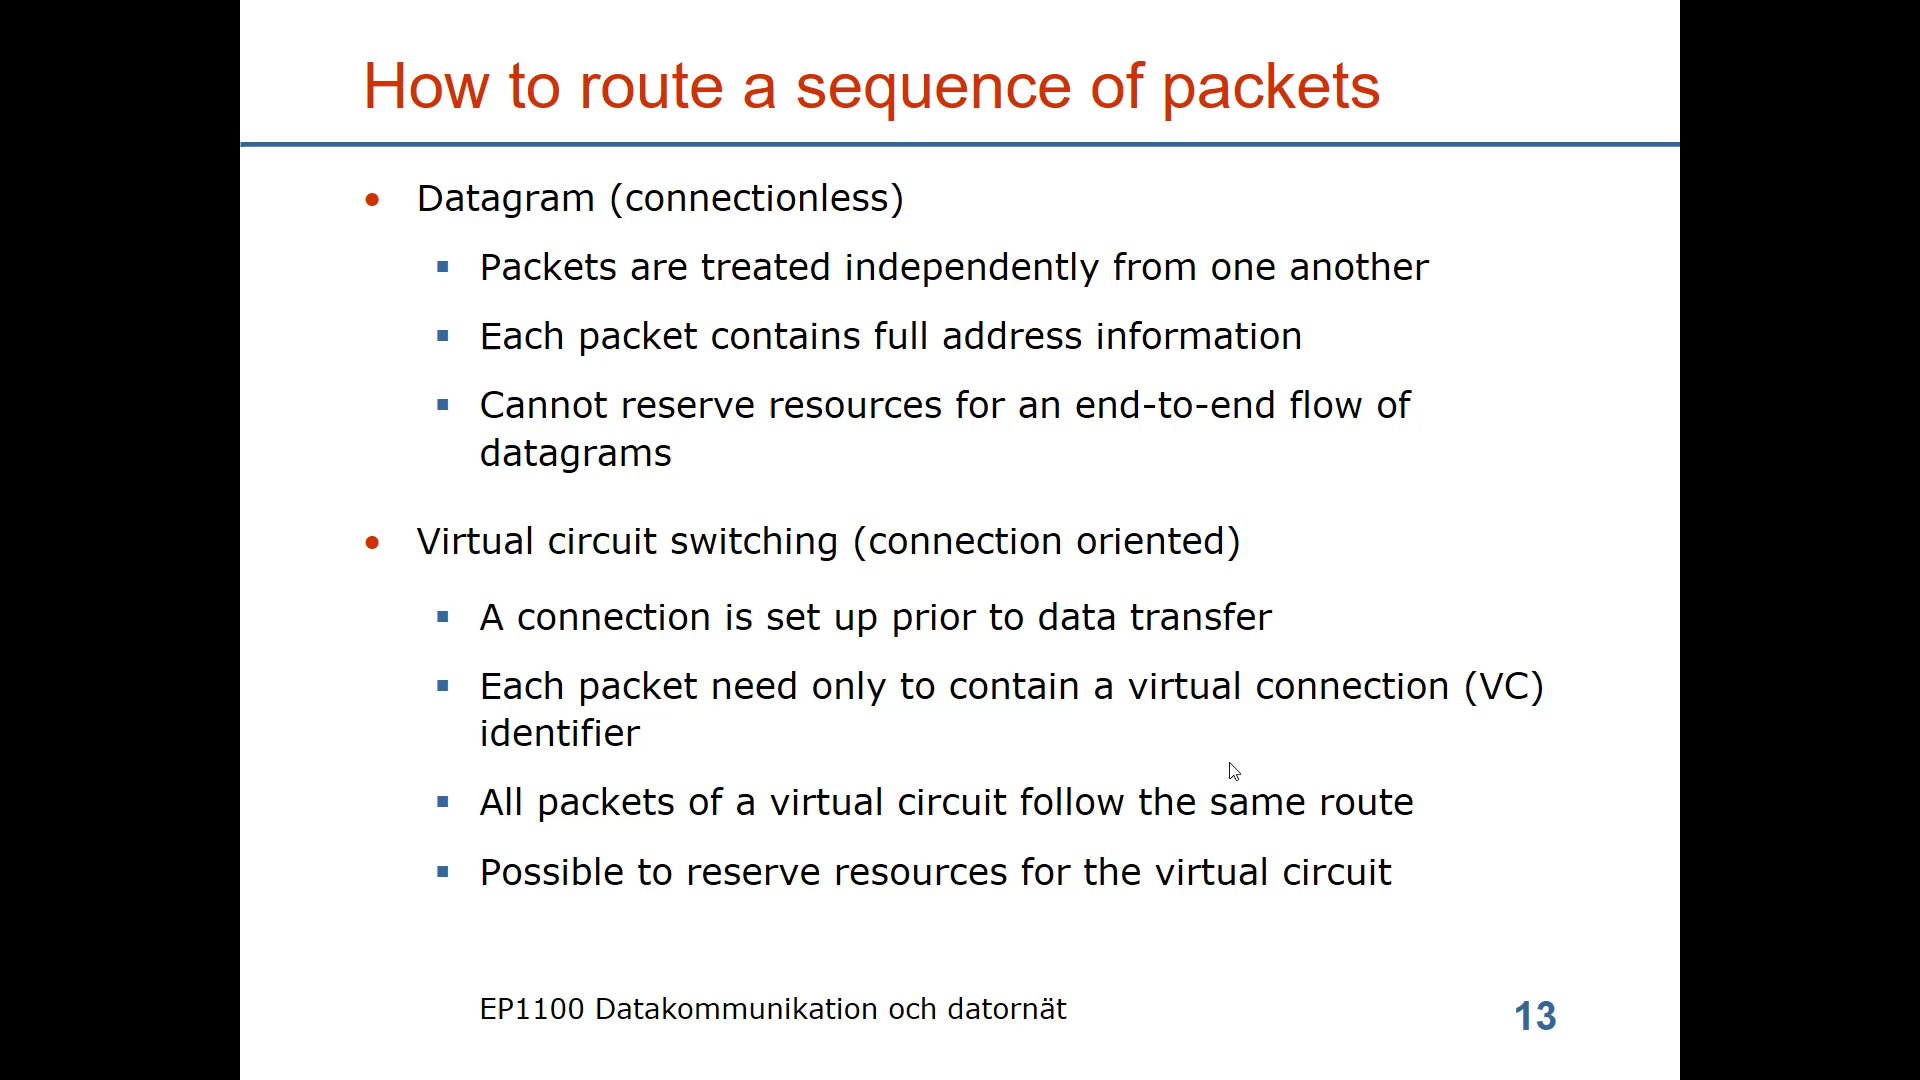 How to route a sequence of packets
• Datagram (connectionless)
▪ Packets are treated independently from one another
▪ Each packet contains full address information
▪ Cannot reserve resources for an end-to-end flow of
datagrams
• Virtual circuit switching (connection oriented)
▪ A connection is set up prior to data transfer
▪ Each packet need only to contain a virtual connection (VC)
identifier
▪ All packets of a virtual circuit follow the same route
▪ Possible to reserve resources for the virtual circuit
EP1100 Datakommunikation och datornät
13